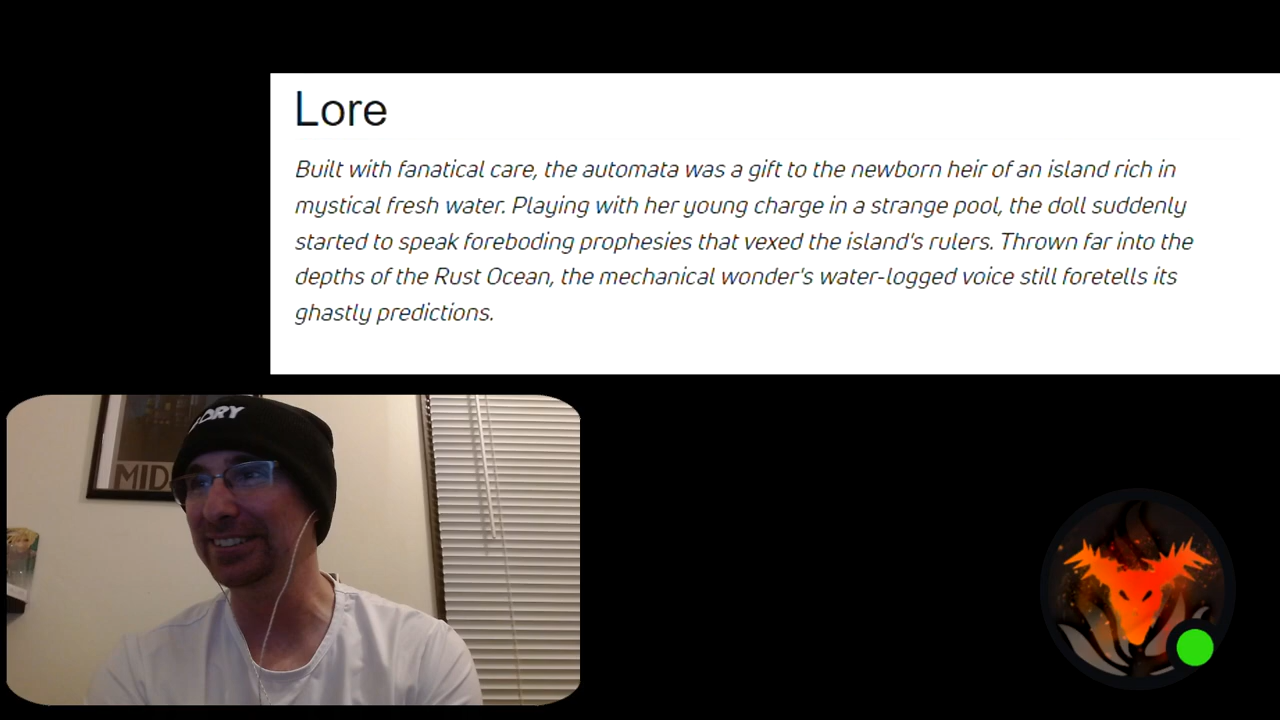 Lore
Built with fanatical care, the automata was a gift to the newborn heir of an island rich in
mystical fresh water. Playing with her young charge in a strange pool, the doll suddenly
started to speak foreboding prophesies that vexed the island's rulers. Thrown far into the
depths of the Rust Ocean, the mechanical wonder's water-logged voice still foretells its
ghastly predictions.
MID